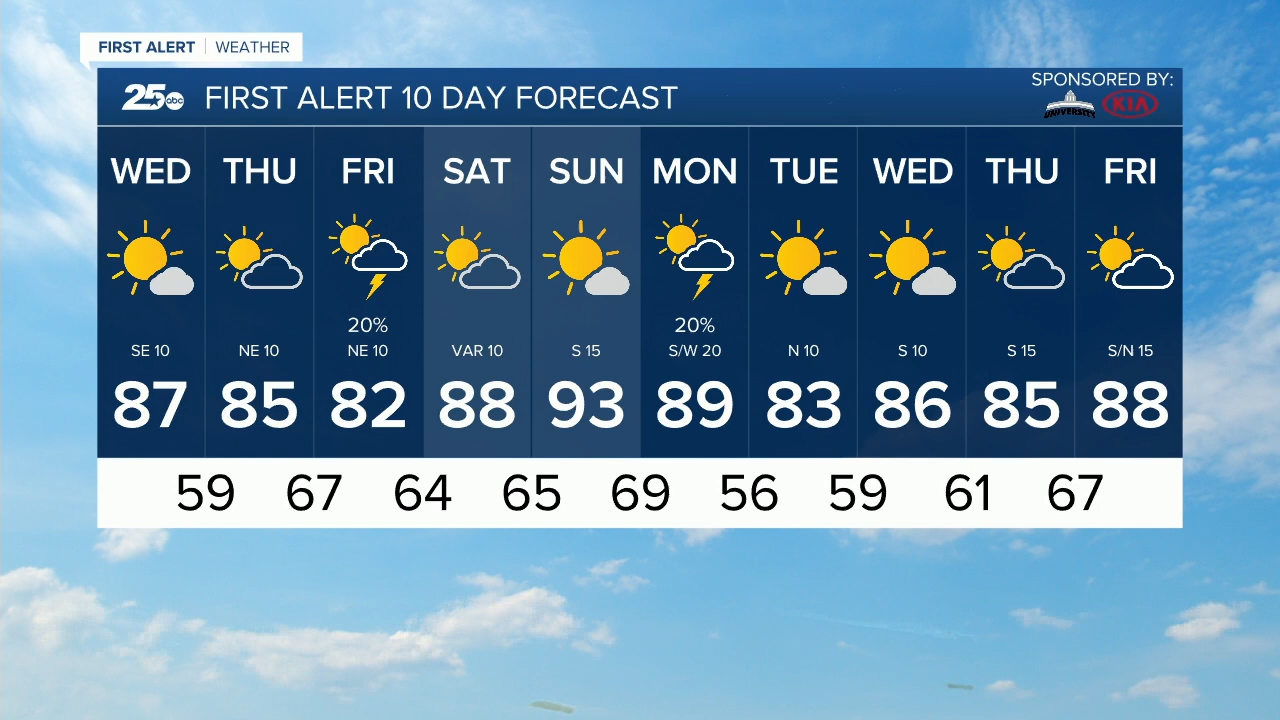 FIRST ALERT WEATHER
25 abc FIRST ALERT 10 DAY FORECAST
SPONSORED BY:
UNIVERSITY KIA
WED THU FRI SAT SUN MON TUE WED THU FRI
20% 20%
SE 10 NE 10 NE 10 VAR 10 S 15 S/W 20 N 10 S 10 S 15 S/N 15
87 85 82 88 93 89 83 86 85 88
59 67 64 65 69 56 59 61 67